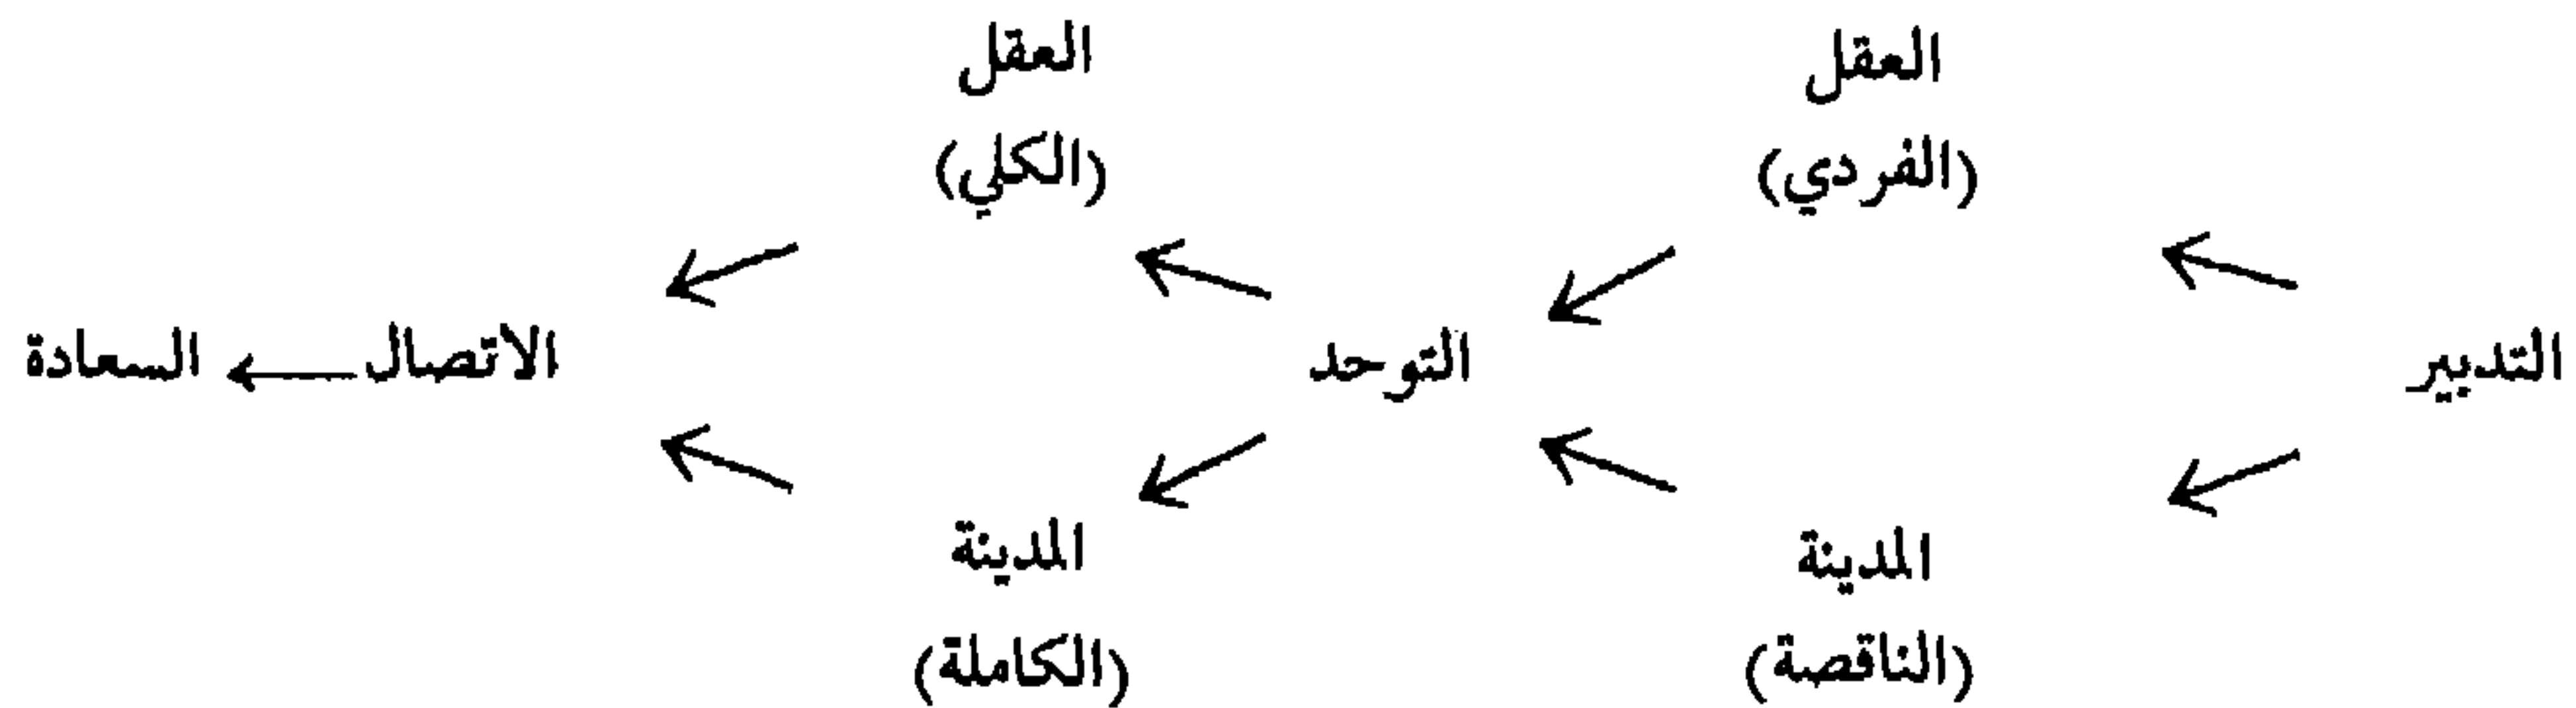 العقل
(الفردي)
العقل
(الكلي)
التدبير
التوحد
الاتصال
السعادة
المدينة
(الناقصة)
المدينة
(الكاملة)